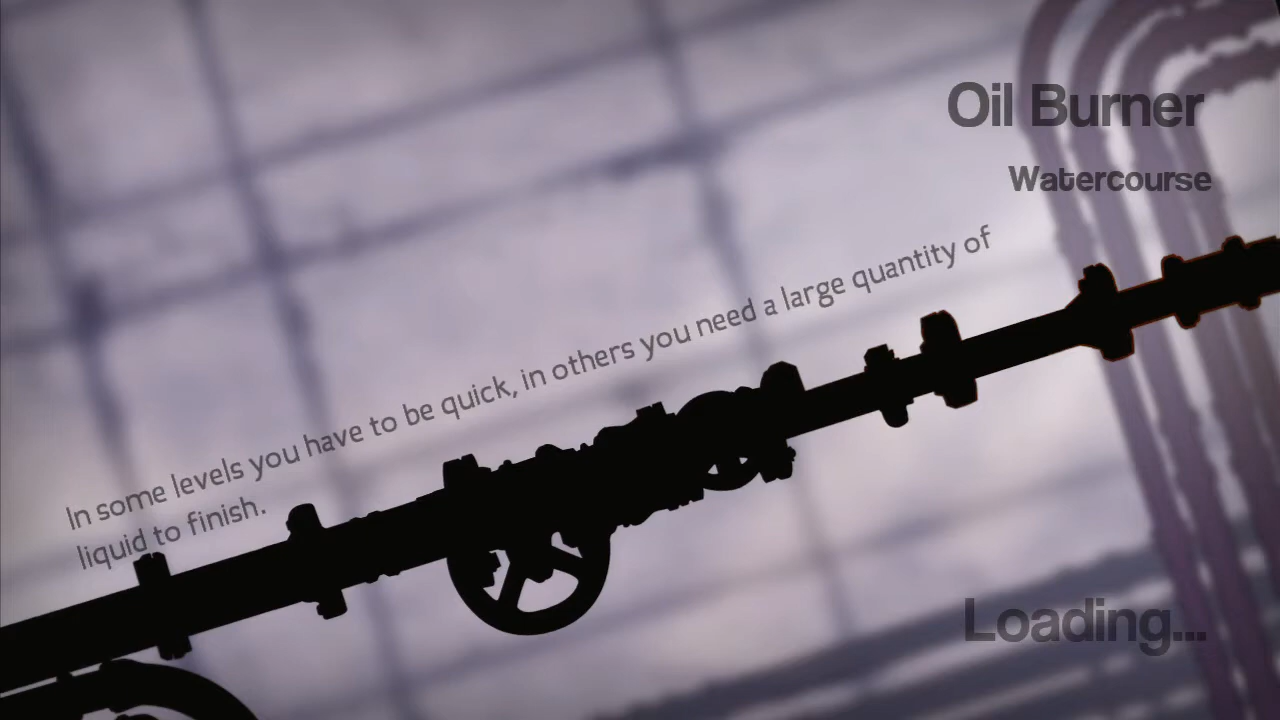 Oil Burner
Watercourse
In some levels you have to be quick, in others you need a large quantity of
liquid to finish.
Loading...